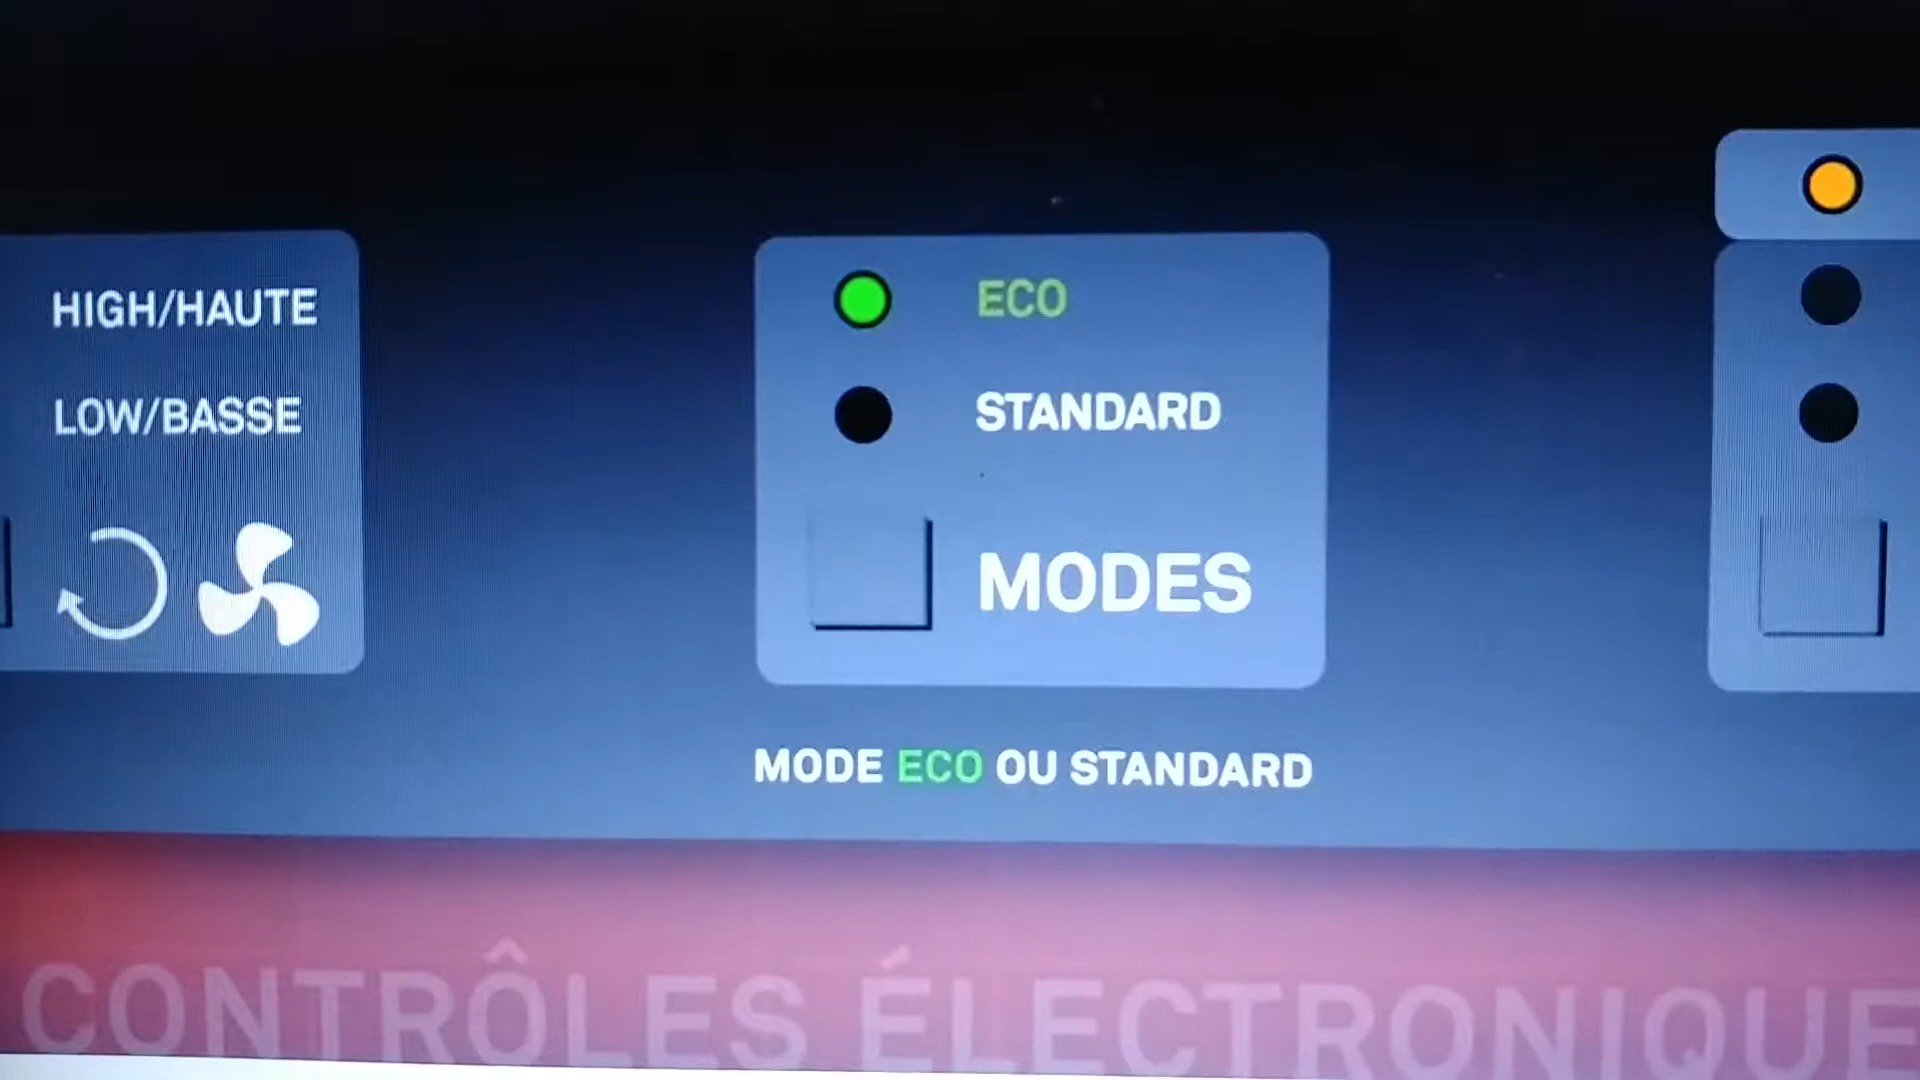 HIGH/HAUTE
LOW/BASSE
ECO
STANDARD
MODES
MODE ECO OU STANDARD
CONTRÔLES ÉLECTRONIQUE